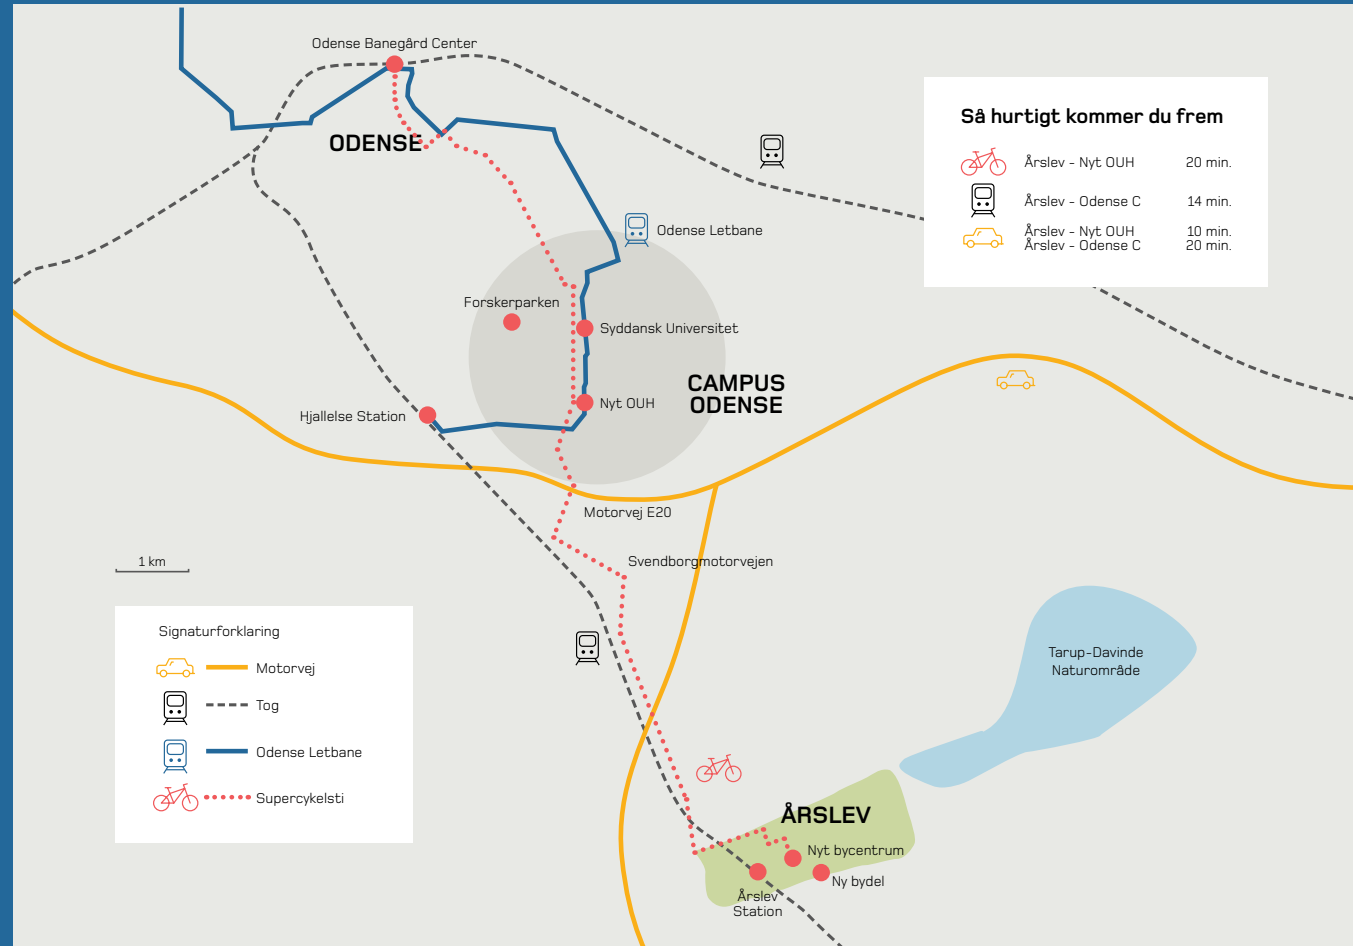 Odense Banegård Center
ODENSE
Så hurtigt kommer du frem
Årslev - Nyt OUH 20 min.
Årslev - Odense C 14 min.
Årslev - Nyt OUH 10 min.
Årslev - Odense C 20 min.
Odense Letbane
Forskerparken
Syddansk Universitet
CAMPUS
ODENSE
Nyt OUH
Hjallelse Station
Motorvej E20
Svendborgmotorvejen
1 km
Signaturforklaring
Motorvej
Tog
Odense Letbane
Supercykelsti
Tarup-Davinde
Naturområde
ÅRSLEV
Nyt bycentrum
Ny bydel
Årslev
Station